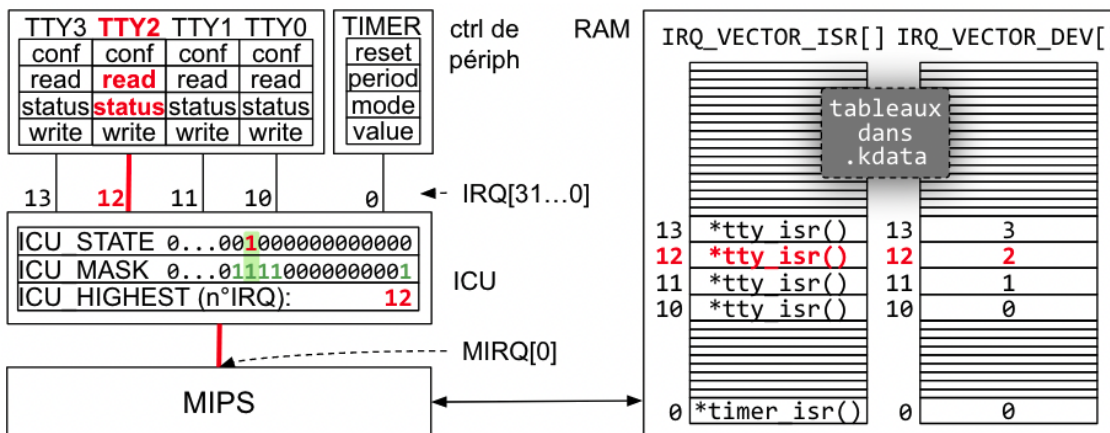 TTY3 TTY2 TTY1 TTY0
conf conf conf conf
read read read read
status status status status
write write write write
TIMER
reset
period
mode
value
ctrl de
périph
13 12 11 10 0
IRQ[31...0]
ICU_STATE 0...001000000000000
ICU_MASK 0...011110000000001
ICU_HIGHEST (n°IRQ): 12
ICU
MIRQ[0]
MIPS
RAM
IRQ_VECTOR_ISR[] IRQ_VECTOR_DEV[
tableaux
dans
.kdata
13 *tty_isr() 13 3
12 *tty_isr() 12 2
11 *tty_isr() 11 1
10 *tty_isr() 10 0
0 *timer_isr() 0 0